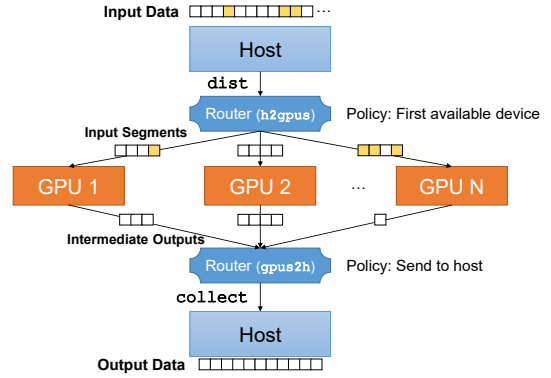 Input Data
...
Host
dist
Router (h2gpus)
Policy: First available device
Input Segments
GPU 1
GPU 2
...
GPU N
Intermediate Outputs
Router (gpus2h)
Policy: Send to host
collect
Host
Output Data